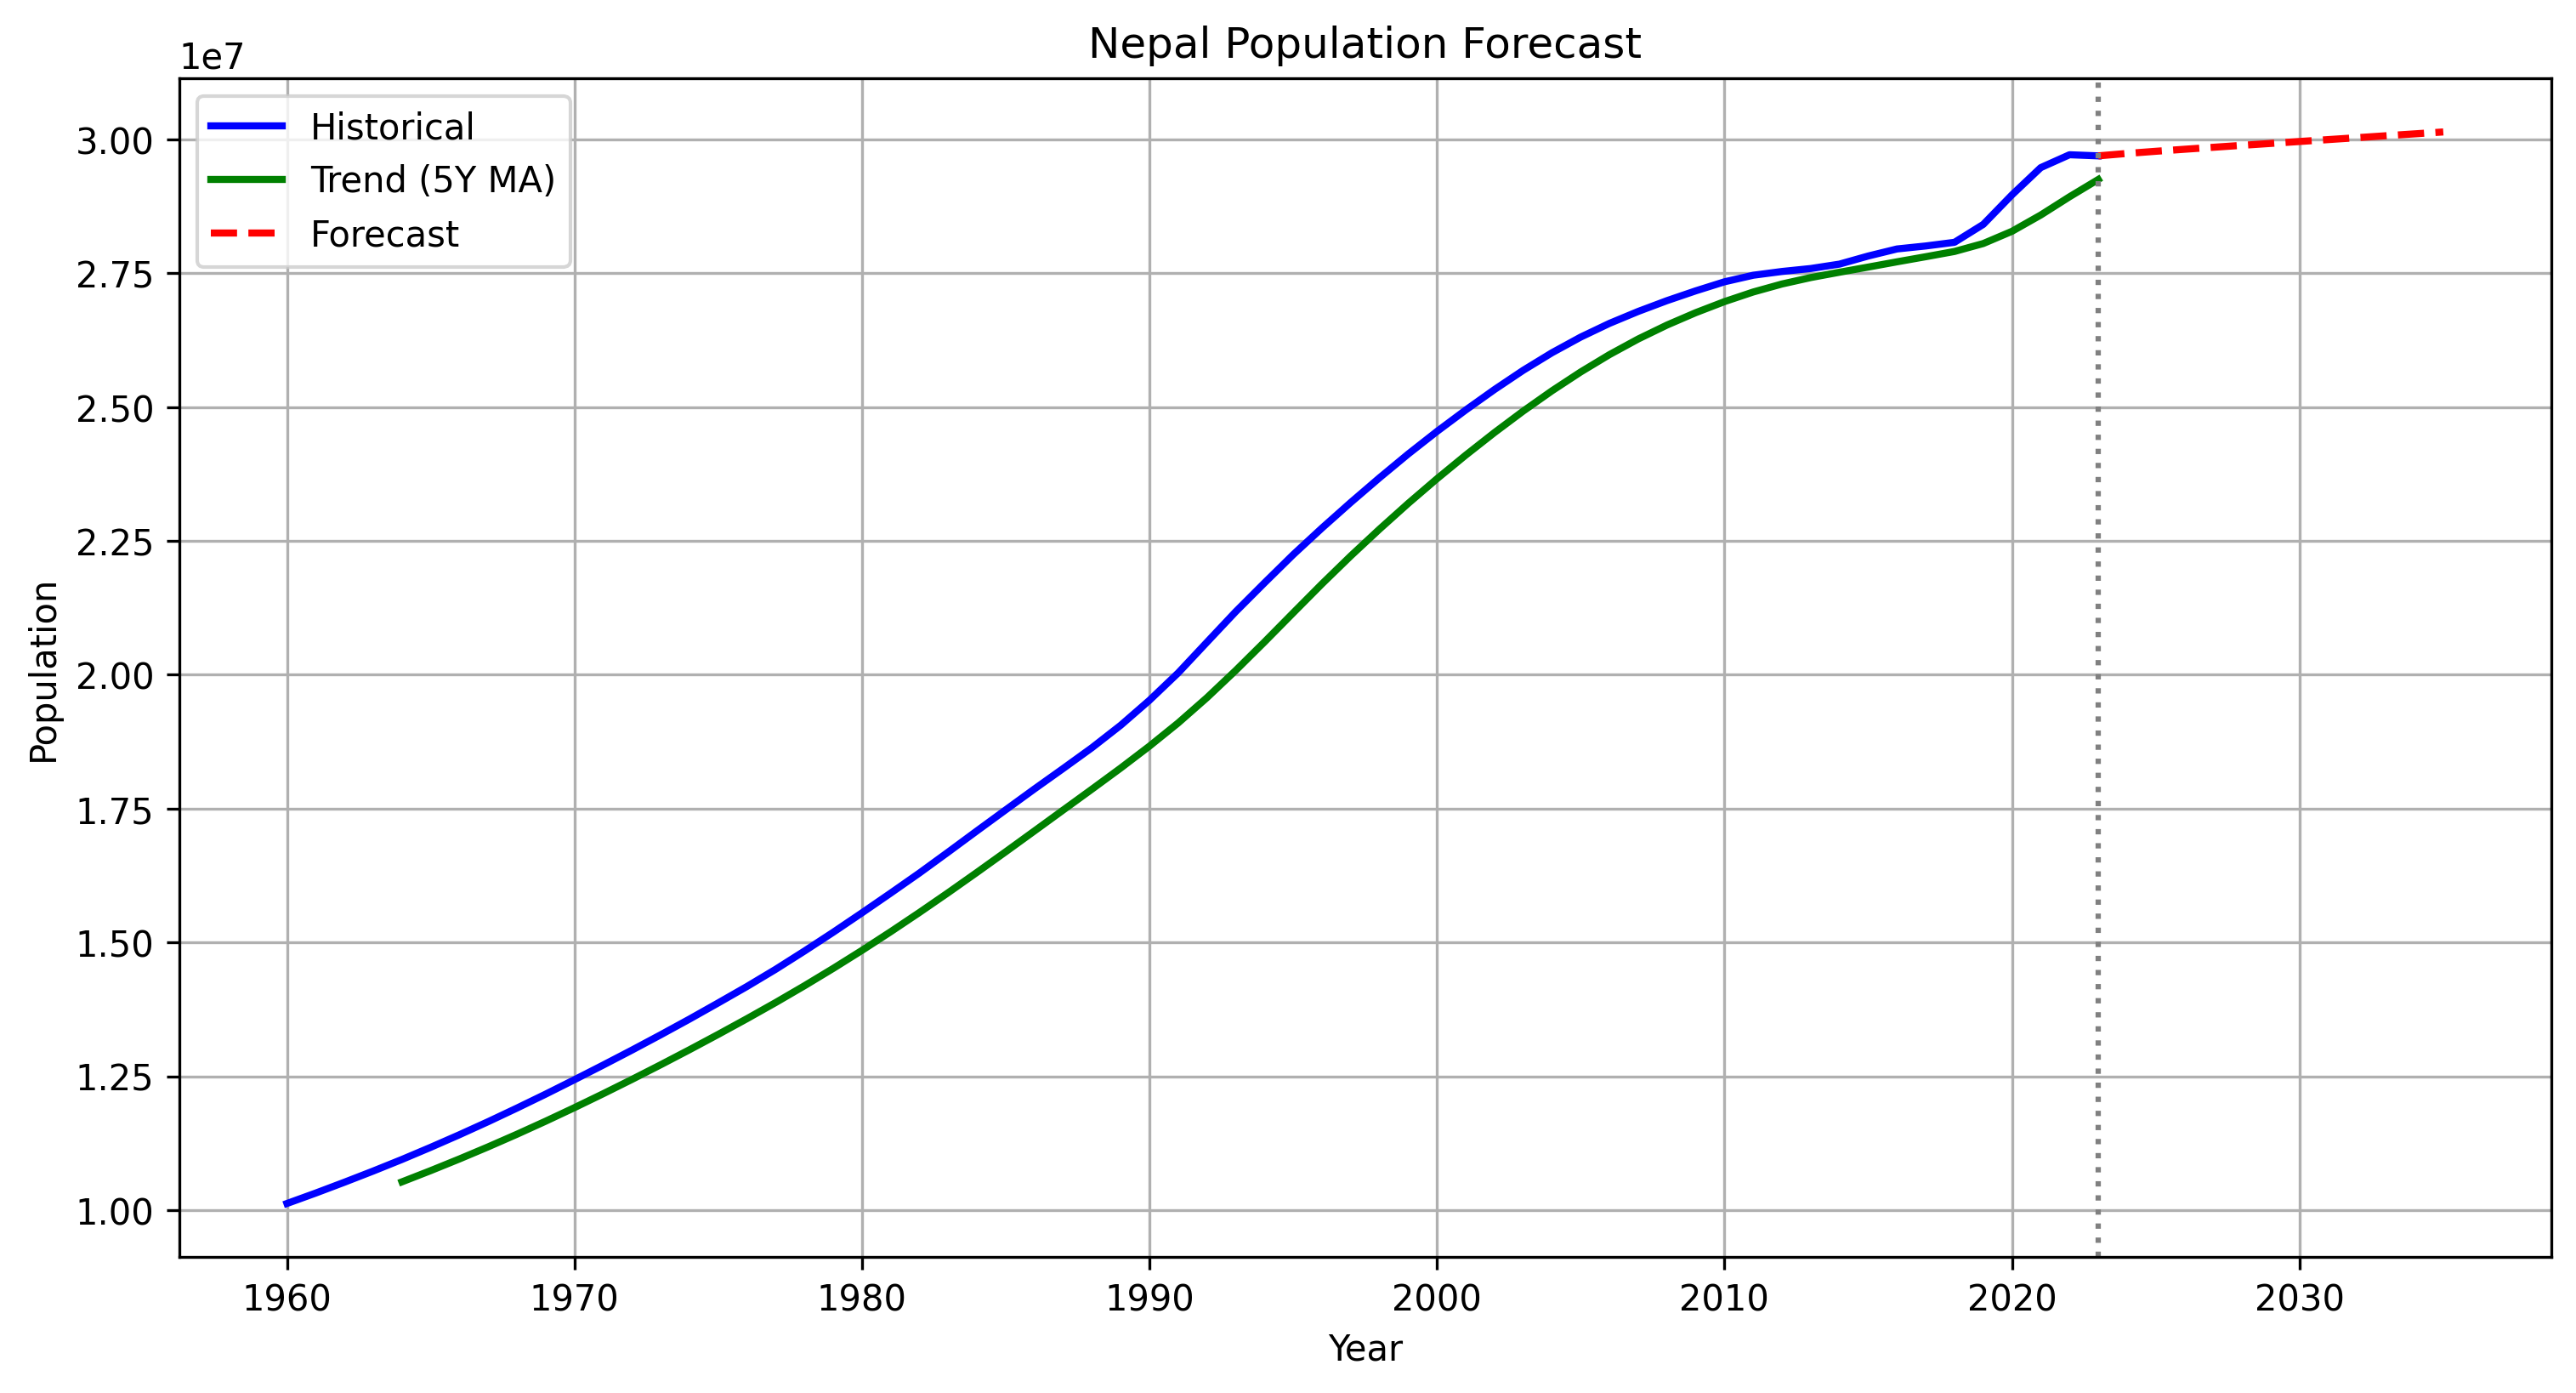 Nepal Population Forecast
1e7
Historical
Trend (5Y MA)
Forecast
3.00
2.75
2.50
2.25
2.00
1.75
1.50
1.25
1.00
Population
1960 1970 1980 1990 2000 2010 2020 2030
Year